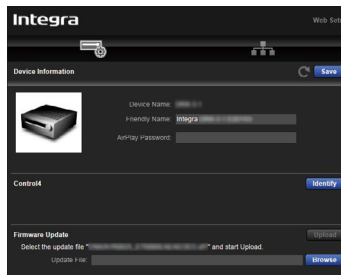 Integra
Web Setu
Device Information
Save
Device Name:
Friendly Name: Integra
AirPlay Password:
Control4
Identify
Firmware Update
Upload
Select the update file " " and start Upload.
Update File:
Browse